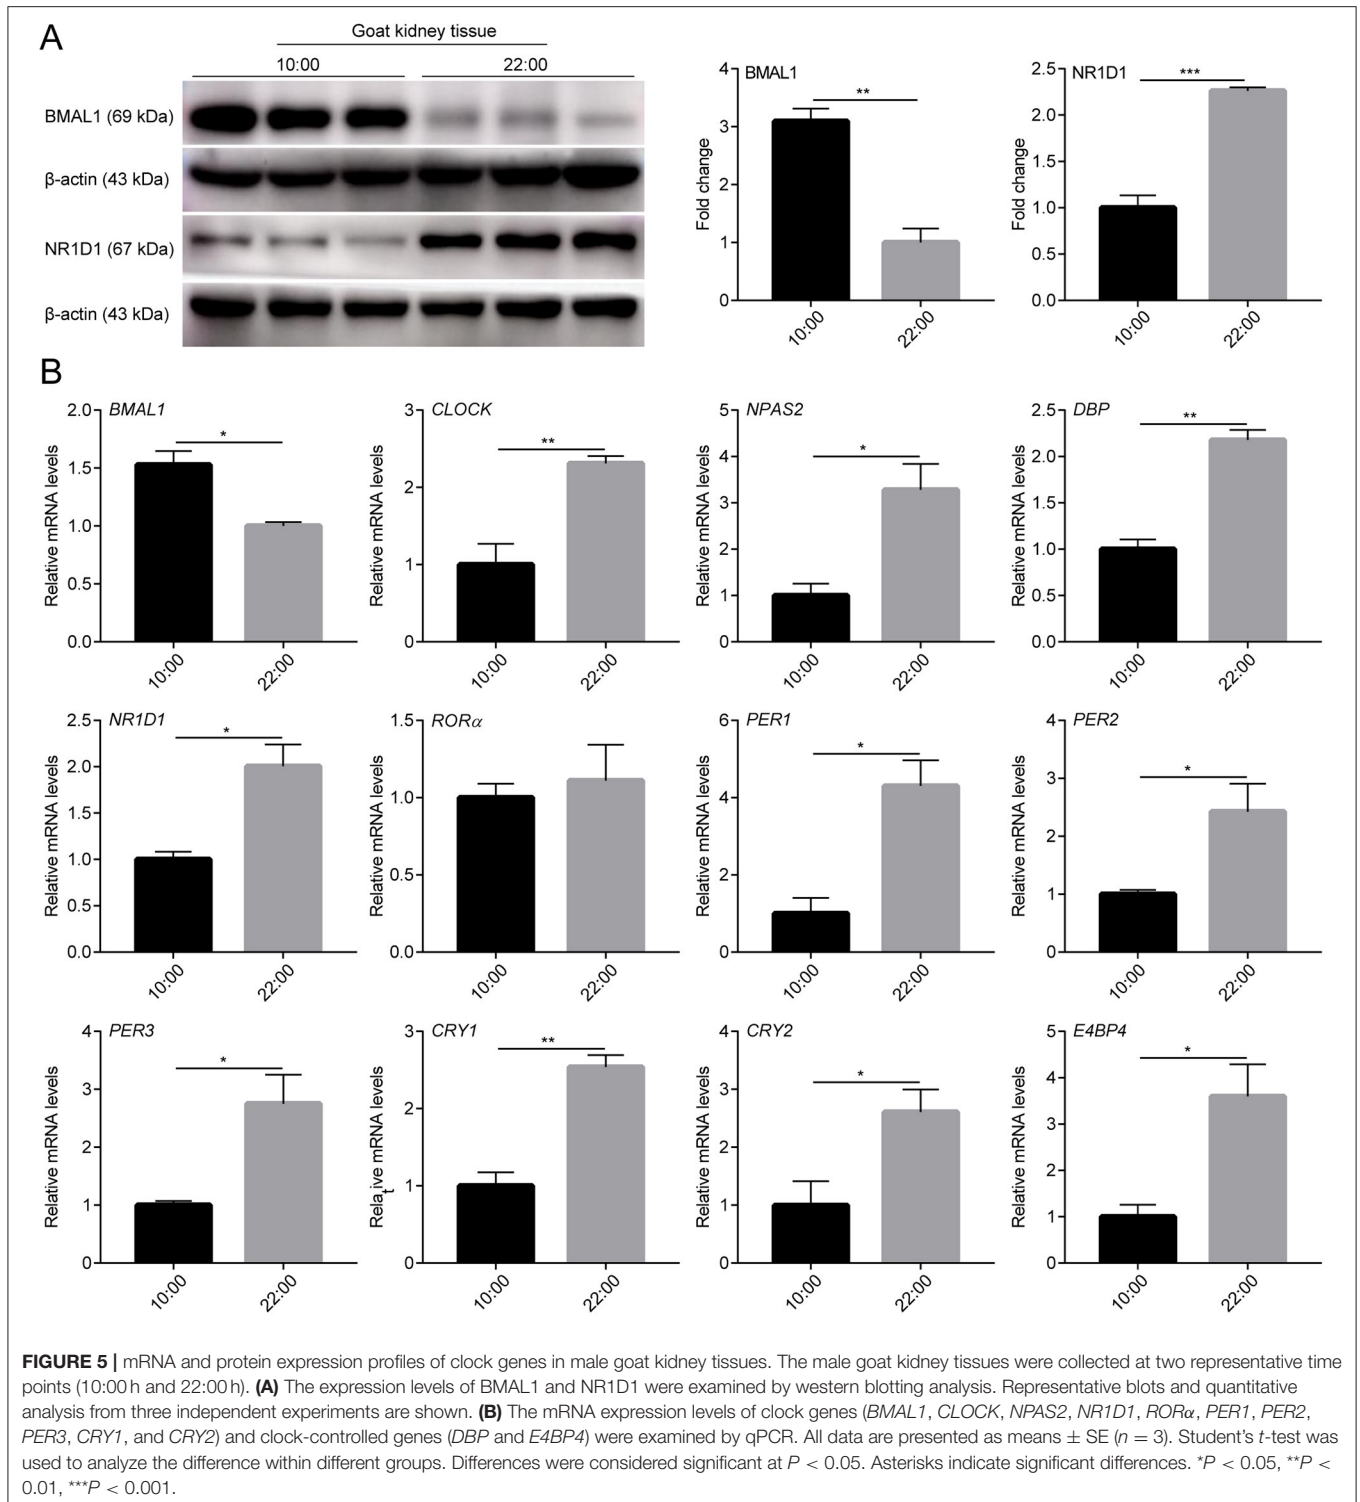 A
Goat kidney tissue
10:00 22:00
BMAL1 (69 kDa)
β-actin (43 kDa)
NR1D1 (67 kDa)
β-actin (43 kDa)
BMAL1
**
Fold change
4
3
2
1
0
10:00 22:00
NR1D1
***
Fold change
2.5
2.0
1.5
1.0
0.5
0.0
10:00 22:00
B
BMAL1
*
Relative mRNA levels
2.0
1.5
1.0
0.5
0.0
10:00 22:00
CLOCK
**
Relative mRNA levels
3
2
1
0
10:00 22:00
NPAS2
*
Relative mRNA levels
5
4
3
2
1
0
10:00 22:00
DBP
**
Relative mRNA levels
2.5
2.0
1.5
1.0
0.5
0.0
10:00 22:00
NR1D1
*
Relative mRNA levels
2.5
2.0
1.5
1.0
0.5
0.0
10:00 22:00
RORα
Relative mRNA levels
1.5
1.0
0.5
0.0
10:00 22:00
PER1
*
Relative mRNA levels
6
4
2
0
10:00 22:00
PER2
*
Relative mRNA levels
4
3
2
1
0
10:00 22:00
PER3
*
Relative mRNA levels
4
3
2
1
0
10:00 22:00
CRY1
**
Relative mRNA levels
3
2
1
0
10:00 22:00
CRY2
*
Relative mRNA levels
4
3
2
1
0
10:00 22:00
E4BP4
*
Relative mRNA levels
5
4
3
2
1
0
10:00 22:00
FIGURE 5 | mRNA and protein expression profiles of clock genes in male goat kidney tissues. The male goat kidney tissues were collected at two representative time
points (10:00 h and 22:00 h). (A) The expression levels of BMAL1 and NR1D1 were examined by western blotting analysis. Representative blots and quantitative
analysis from three independent experiments are shown. (B) The mRNA expression levels of clock genes (BMAL1, CLOCK, NPAS2, NR1D1, RORα, PER1, PER2,
PER3, CRY1, and CRY2) and clock-controlled genes (DBP and E4BP4) were examined by qPCR. All data are presented as means ± SE (n = 3). Student's t-test was
used to analyze the difference within different groups. Differences were considered significant at P < 0.05. Asterisks indicate significant differences. *P < 0.05, **P <
0.01, ***P < 0.001.